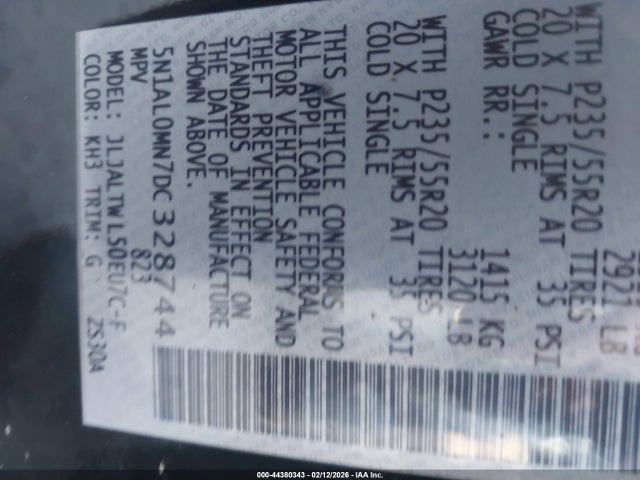 2921 LB
WITH P235/55R20 TIRES
20 X 7.5 RIMS AT 35 PSI
COLD SINGLE
GAWR RR.: 1415 KG
3120 LB
WITH P235/55R20 TIRES
20 X 7.5 RIMS AT 35 PSI
COLD SINGLE
THIS VEHICLE CONFORMS TO
ALL APPLICABLE FEDERAL
MOTOR VEHICLE SAFETY AND
THEFT PREVENTION
STANDARDS IN EFFECT ON
THE DATE OF MANUFACTURE
SHOWN ABOVE.
5N1AL0MN7DC328744
MPV 823
MODEL: JLJALTWL50EU7C-F
COLOR: KH3 TRIM: G 2S30A
000-44380343 - 02/12/2026 - IAA Inc.